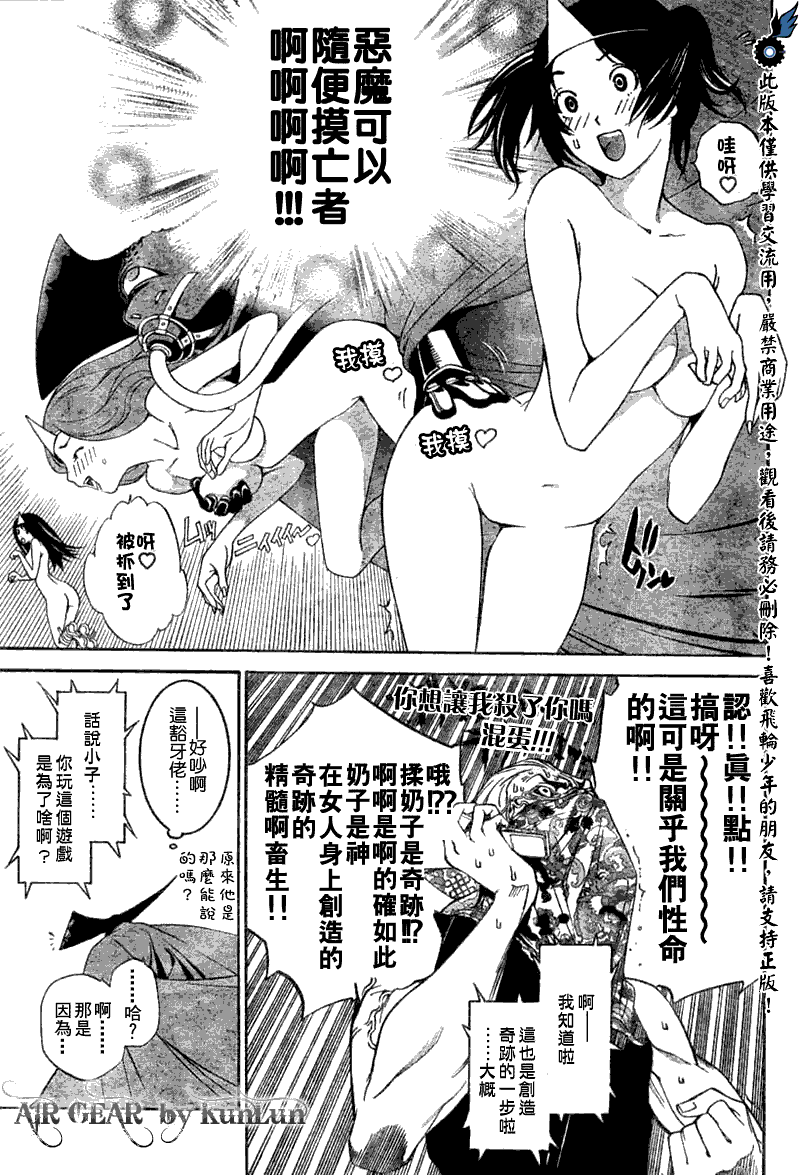 惡魔可以
隨便摸亡者
啊啊啊啊!!!
哇呀♡
我摸♡
我摸♡
呀♡
被抓到了
認!!真!!點!!
搞呀～～～～
這可是關乎我們性命
的啊!!
你想讓我殺了你嗎
混蛋!!!
哦!??
揉奶子是奇跡!?
啊啊是啊的確如此
奶子是神
在女人身上創造的
奇跡的
精髓啊畜生!!
啊──
我知道啦
這也是創造
奇跡的一步啦
……大概
──好吵啊
這豁牙佬……
話說小子……
你玩這個遊戲
是為了啥啊?
原來他是
那麼能說
的嗎?
…哈?
啊…
那是
因為…
此版本僅供學習交流用，嚴禁商業用途，觀看後請務必刪除！喜歡飛輪少年的朋友，請支持正版！
AIR GEAR by KunLun